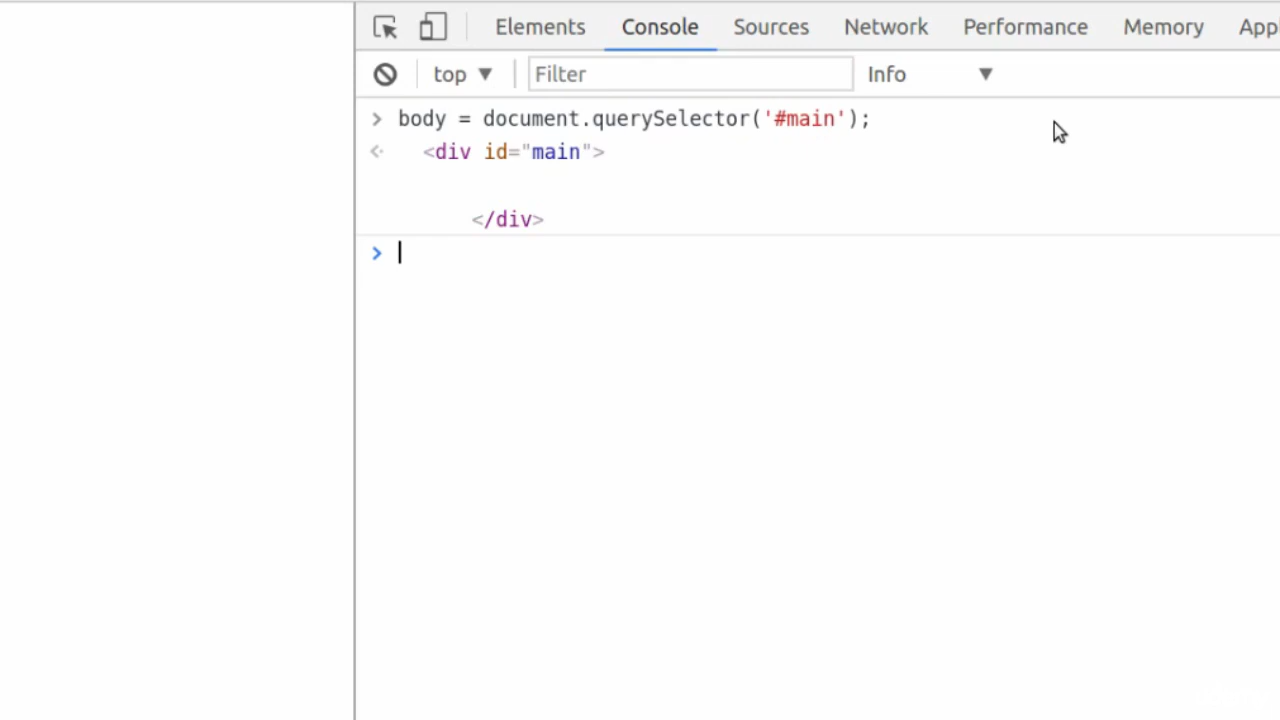 Elements Console Sources Network Performance Memory App
top ▼ Filter Info ▼
> body = document.querySelector('#main');
<div id="main">
</div>
>